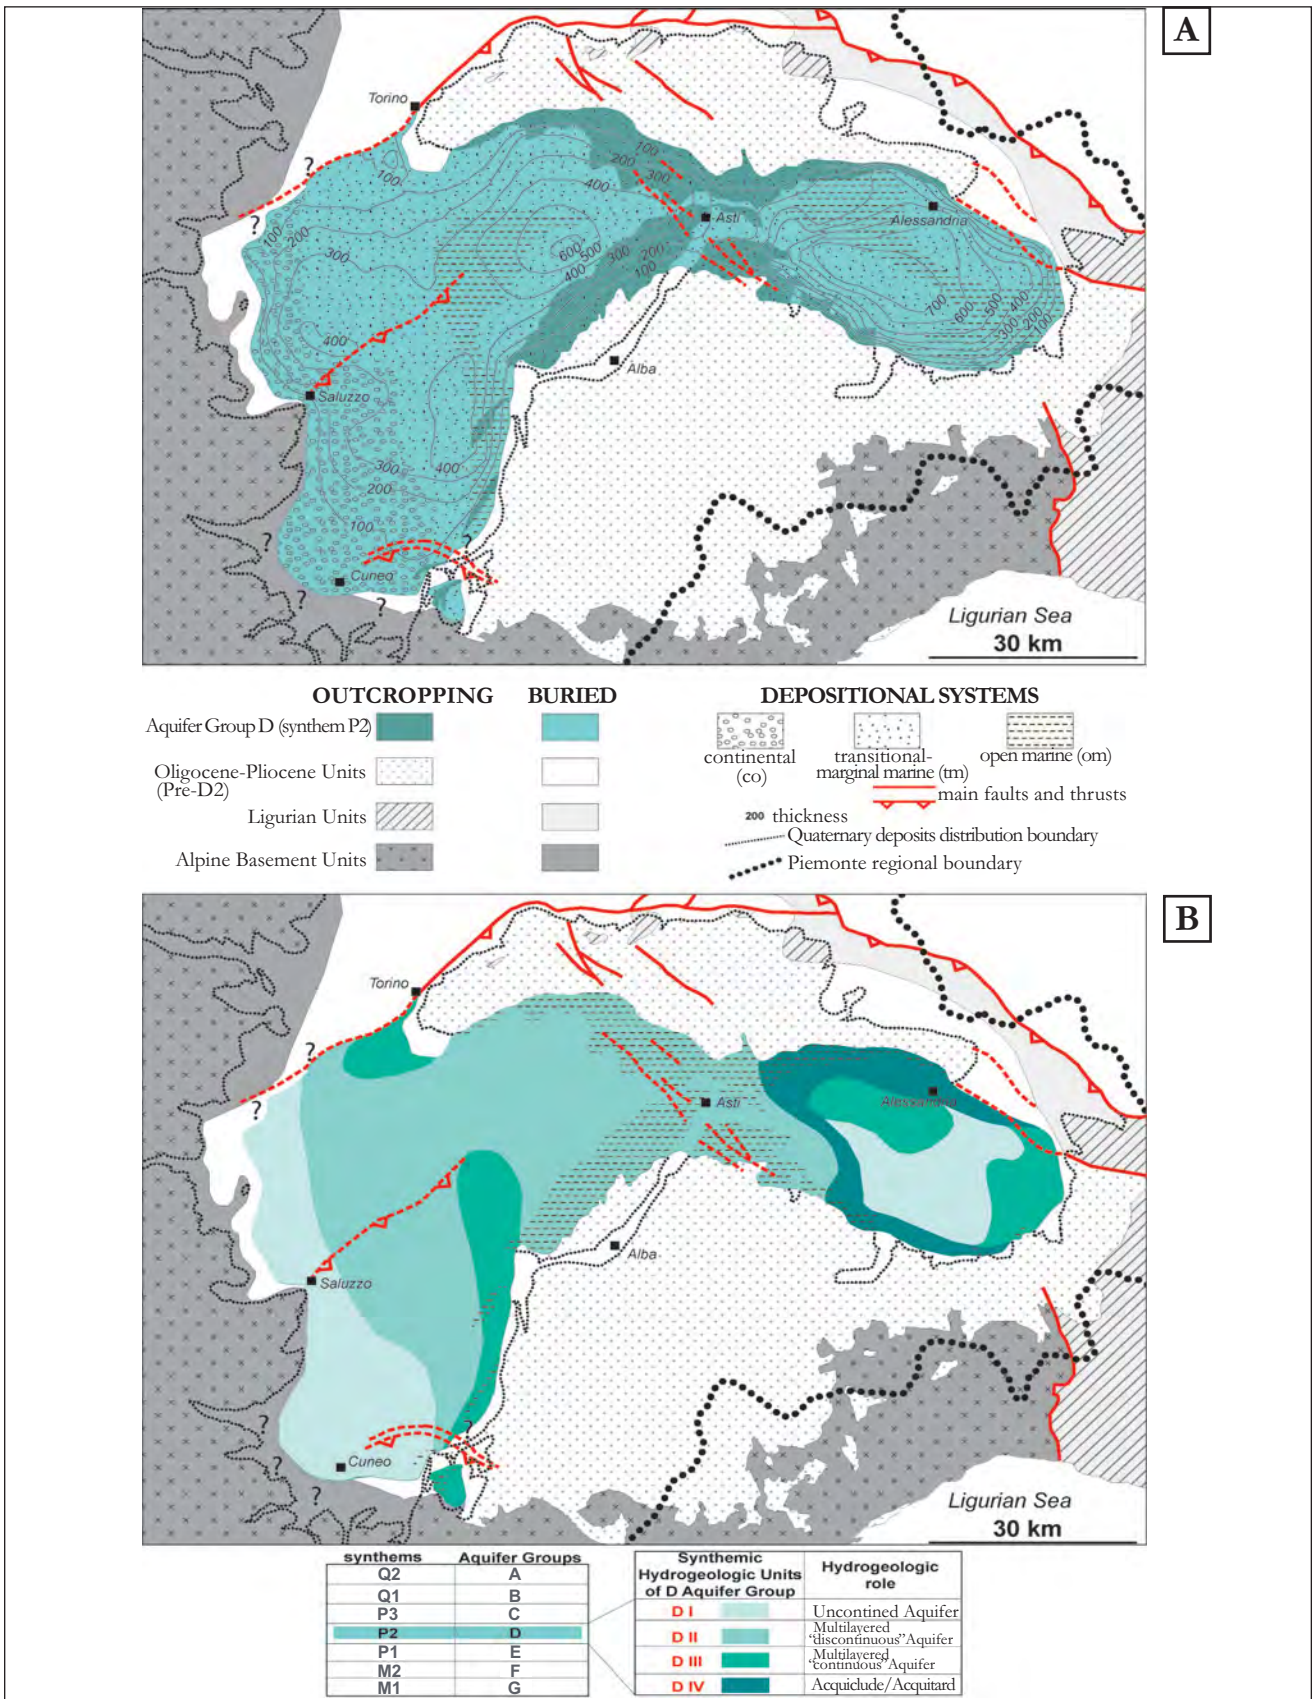 A
Torino
?
100
?
100
200
300
400
100
200
300
400
600
500
400
300
200
100
Asti
Alessandria
700
600
500
400
300
200
100
Saluzzo
Alba
300
200
400
100
?
?
?
?
Cuneo
Ligurian Sea
30 km
OUTCROPPING BURIED DEPOSITIONAL SYSTEMS
Aquifer Group D (synthem P2)
Oligocene-Pliocene Units
(Pre-D2)
Ligurian Units
Alpine Basement Units
continental
(co)
transitional-
marginal marine (tm)
open marine (om)
main faults and thrusts
200 thickness
Quaternary deposits distribution boundary
Piemonte regional boundary
B
Torino
?
?
Asti
Alessandria
Alba
Saluzzo
?
?
?
?
Cuneo
Ligurian Sea
30 km
synthems Aquifer Groups
Q2 A
Q1 B
P3 C
P2 D
P1 E
M2 F
M1 G
Synthemic
Hydrogeologic Units
of D Aquifer Group
Hydrogeologic
role
D I Uncontined Aquifer
D II Multilayered
"discontinuous"Aquifer
D III Multilayered
"continuous"Aquifer
D IV Acquiclude/Acquitard